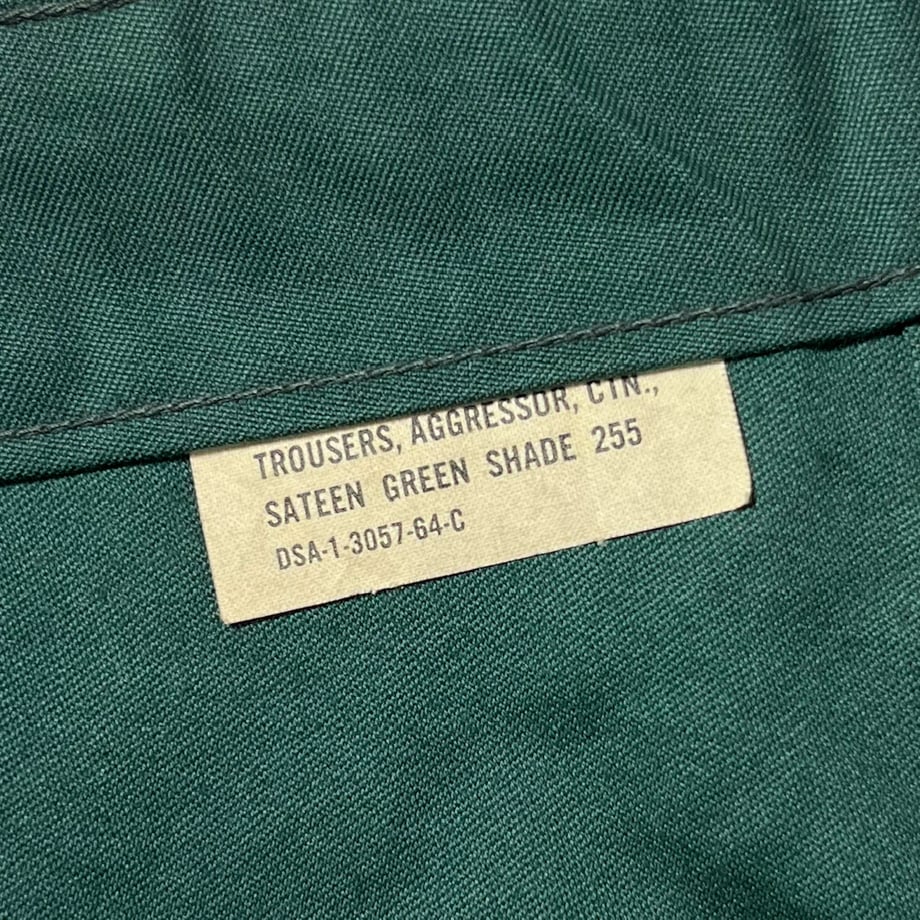 TROUSERS, AGGRESSOR, CTN.,
SATEEN GREEN SHADE 255
DSA-1-3057-64-C